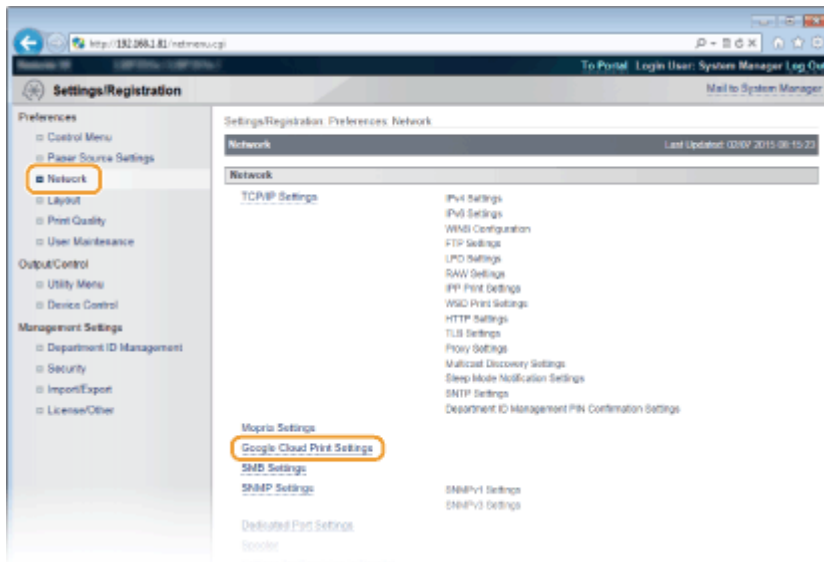 http://192.168.1.81/netmenu.cgi
To Portal Login User: System Manager Log Out
Settings/Registration
Mail to System Manager
Preferences
Control Menu
Paper Source Settings
Network
Layout
Print Quality
User Maintenance
Output/Control
Utility Menu
Device Control
Management Settings
Department ID Management
Security
Import/Export
License/Other
Settings/Registration: Preferences: Network
Network
Last Updated: 02/07 2015 08:15:23
Network
TCP/IP Settings
IPv4 Settings
IPv6 Settings
WINS Configuration
FTP Settings
LPD Settings
RAW Settings
IPP Print Settings
WSD Print Settings
HTTP Settings
TLS Settings
Proxy Settings
Multicast Discovery Settings
Sleep Mode Notification Settings
SNTP Settings
Department ID Management PIN Confirmation Settings
Mopria Settings
Google Cloud Print Settings
SMB Settings
SNMP Settings
SNMPv1 Settings
SNMPv3 Settings
Dedicated Port Settings
Spooler